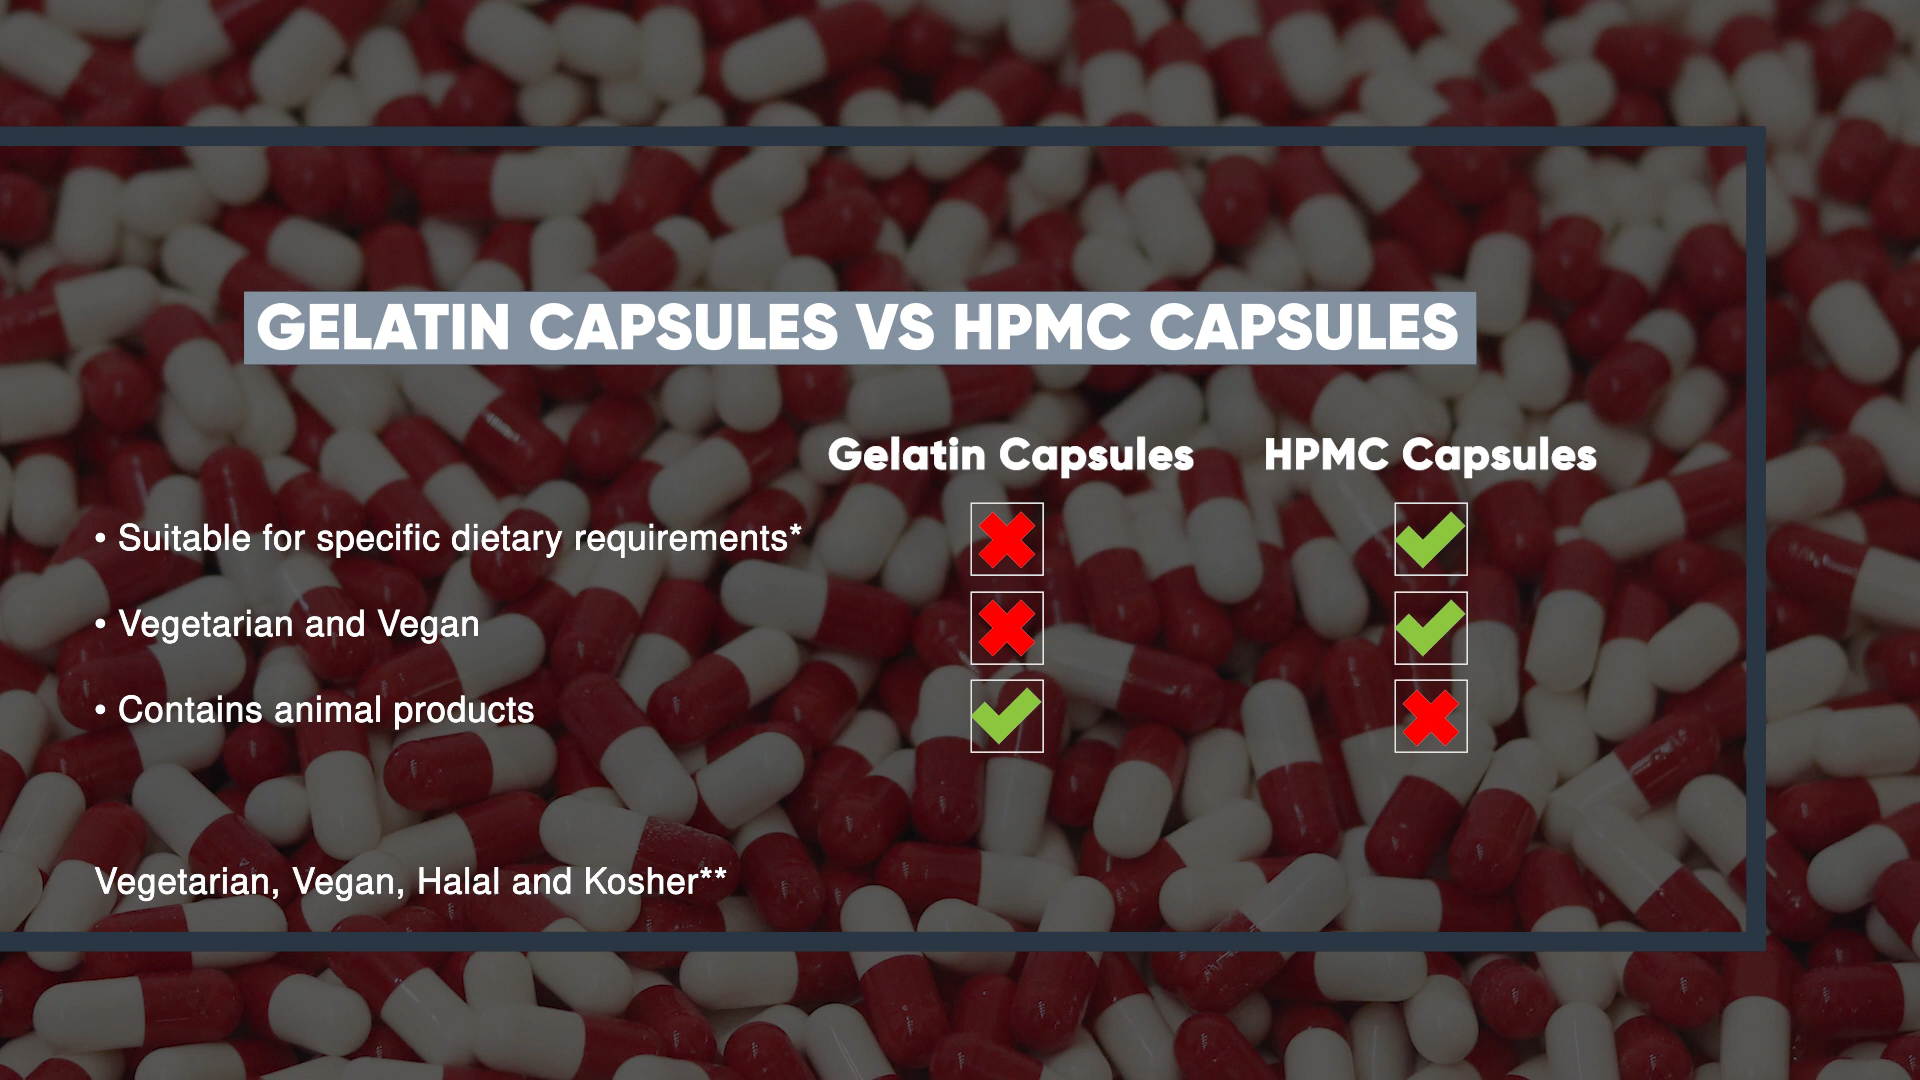 GELATIN CAPSULES VS HPMC CAPSULES
Gelatin Capsules HPMC Capsules
• Suitable for specific dietary requirements*
• Vegetarian and Vegan
• Contains animal products
Vegetarian, Vegan, Halal and Kosher**